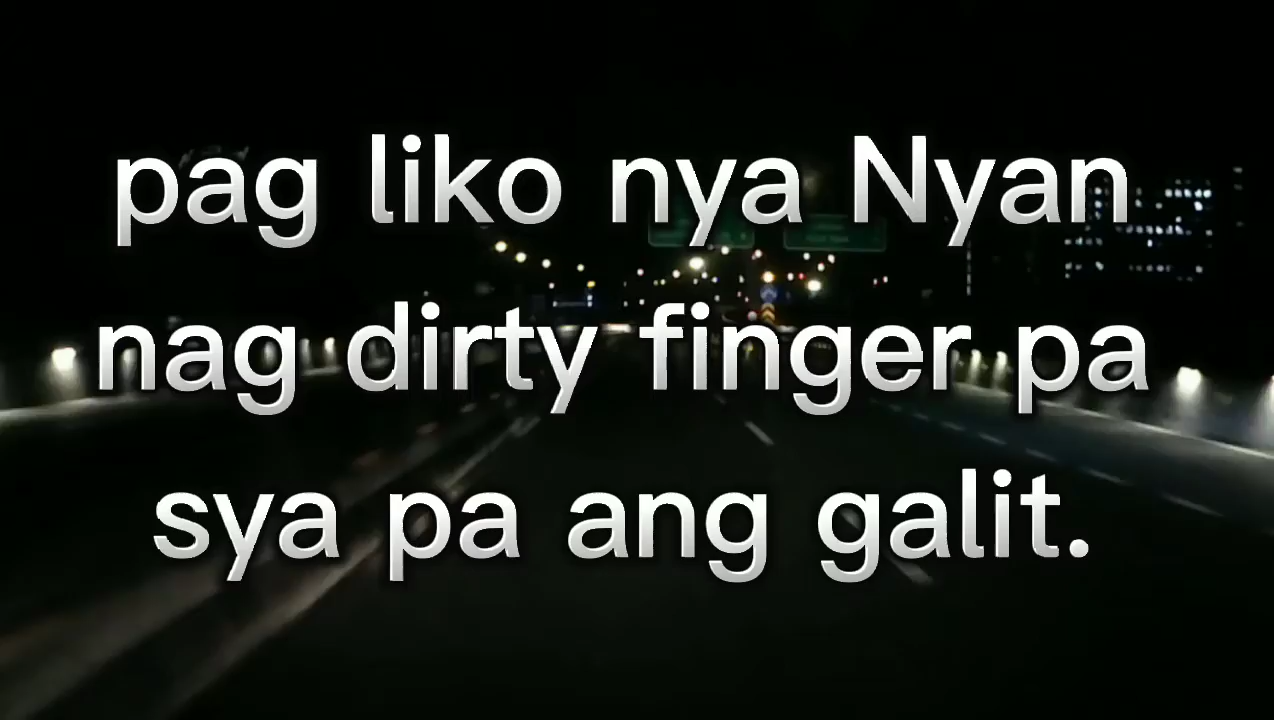 pag liko nya Nyan
nag dirty finger pa
sya pa ang galit.